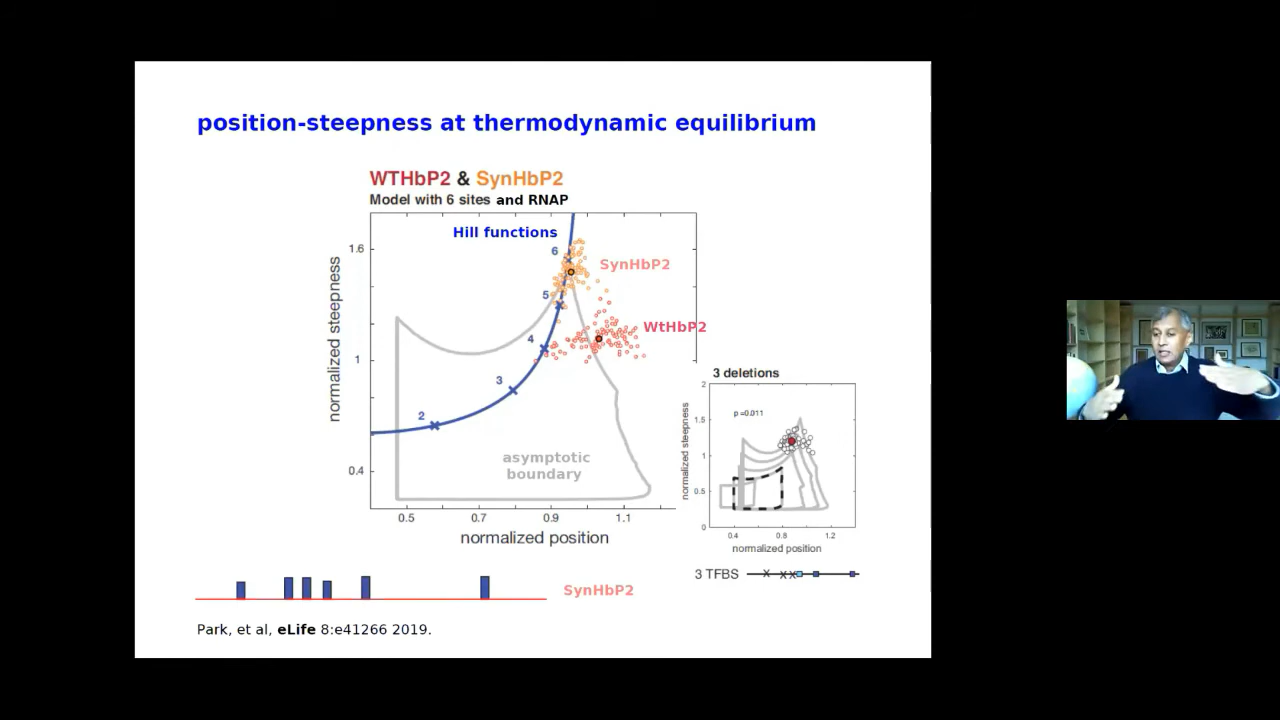 position-steepness at thermodynamic equilibrium
WTHbP2 & SynHbP2
Model with 6 sites and RNAP
Hill functions
1.6
6
SynHbP2
5
normalized steepness
WtHbP2
4
1
3
2
asymptotic
boundary
0.4
0.5 0.7 0.9 1.1
normalized position
3 deletions
2
p =0.011
1.5
normalized steepness
1
0.5
0
0.4 0.8 1.2
normalized position
3 TFBS
SynHbP2
Park, et al, eLife 8:e41266 2019.